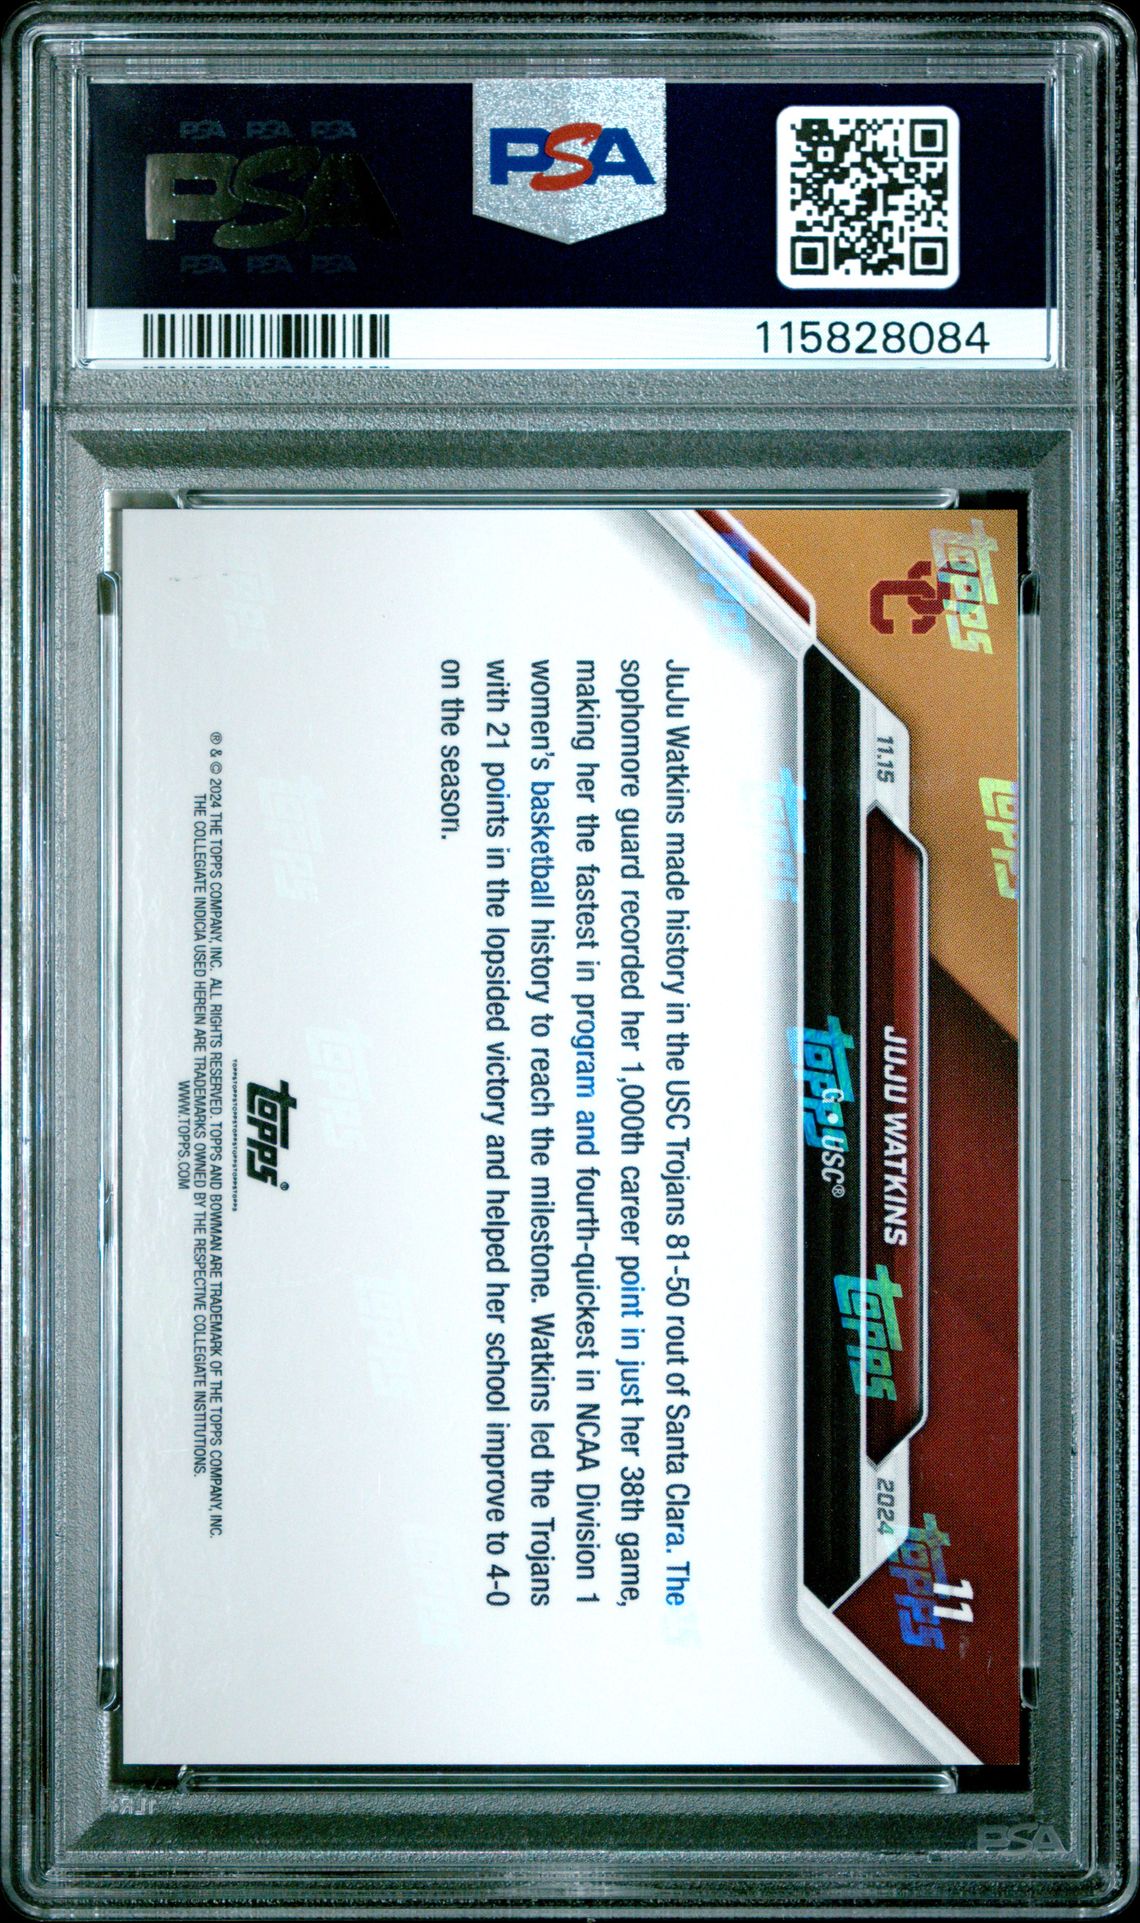 PSA PSA PSA
PSA
PSA PSA PSA
PSA
115828084
11.15
JUJU WATKINS
2024
11
G • USC®
JuJu Watkins made history in the USC Trojans 81-50 rout of Santa Clara. The
sophomore guard recorded her 1,000th career point in just her 38th game,
making her the fastest in program and fourth-quickest in NCAA Division 1
women's basketball history to reach the milestone. Watkins led the Trojans
with 21 points in the lopsided victory and helped her school improve to 4-0
on the season.
topps®
® & © 2024 THE TOPPS COMPANY, INC. ALL RIGHTS RESERVED. TOPPS AND BOWMAN ARE TRADEMARK OF THE TOPPS COMPANY, INC.
THE COLLEGIATE INDICIA USED HEREIN ARE TRADEMARKS OWNED BY THE RESPECTIVE COLLEGIATE INSTITUTIONS.
WWW.TOPPS.COM
topps
topps
topps
topps
topps
PSA